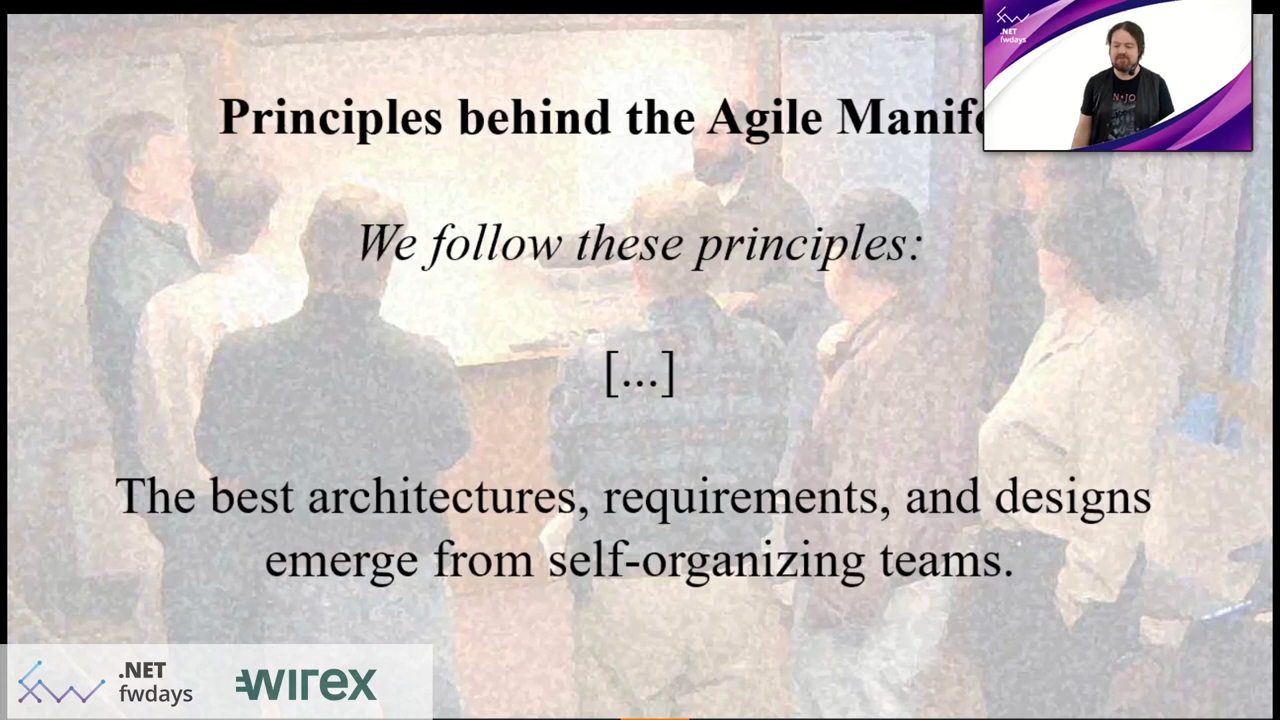 Principles behind the Agile Manife
We follow these principles:
[...]
The best architectures, requirements, and designs
emerge from self-organizing teams.
.NET
fwdays
.NET
fwdays
wirex